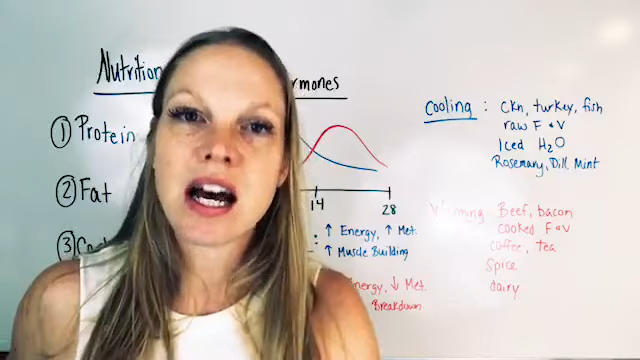 Nutrition
rmones
① Protein
② Fat
③
14
28
: ↑ Energy, ↑ Met.
↑ Muscle Building
nergy, ↓ Met.
Breakdown
Cooling : Ckn, turkey, fish
raw F & V
Iced H2O
Rosemary, Dill, Mint
Warming: Beef, bacon
cooked F & V
coffee, tea
Spice
dairy